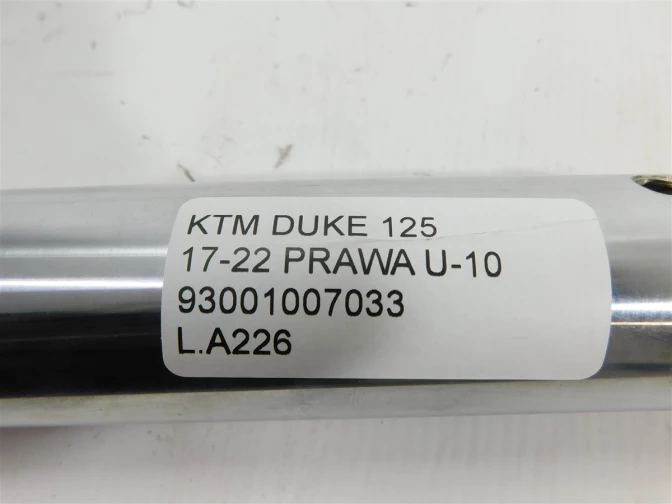 KTM DUKE 125
17-22 PRAWA U-10
93001007033
L.A226